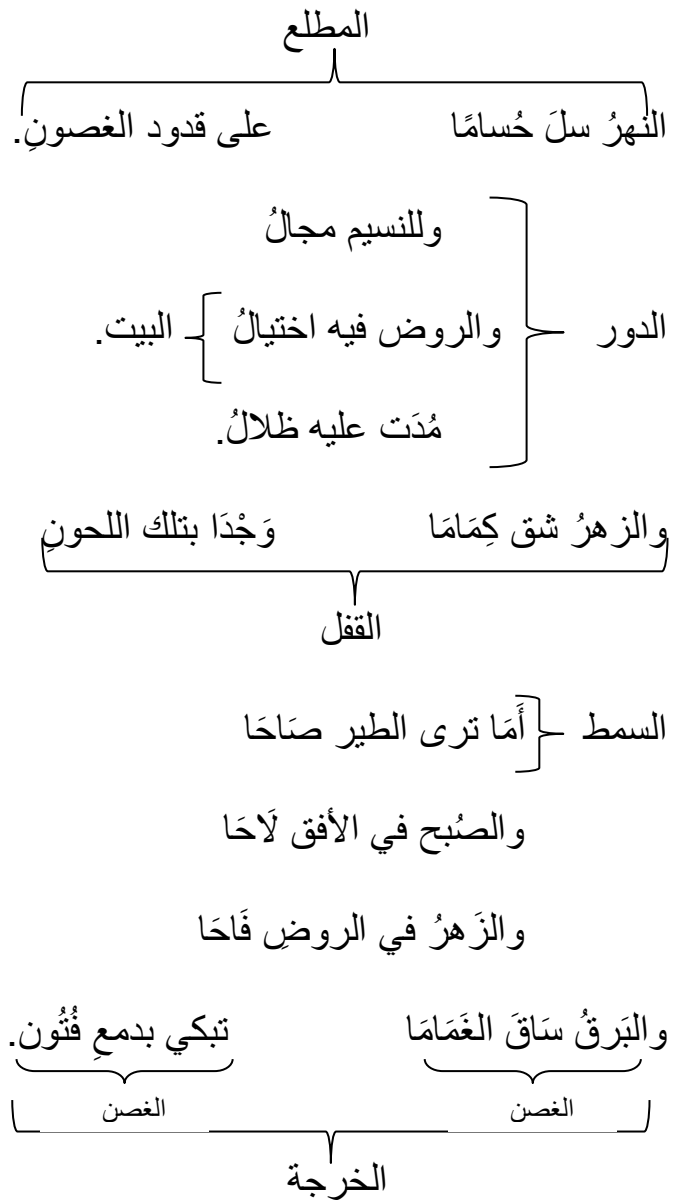 المطلع
النهرُ سلَ حُسامًا على قدود الغصونِ.
وللنسيم مجالُ
الدور والروض فيه اختيالُ البيت.
مُدَت عليه ظلالُ.
والزهرُ شق كِمَامَا وَجْدَا بتلك اللحونِ
القفل
السمط أَمَا ترى الطير صَاحَا
والصُبح في الأفق لَاحَا
والزَهرُ في الروضِ فَاحَا
والبَرقُ سَاقَ الغَمَامَا تبكي بدمعِ فُتُون.
الغصن الغصن
الخرجة